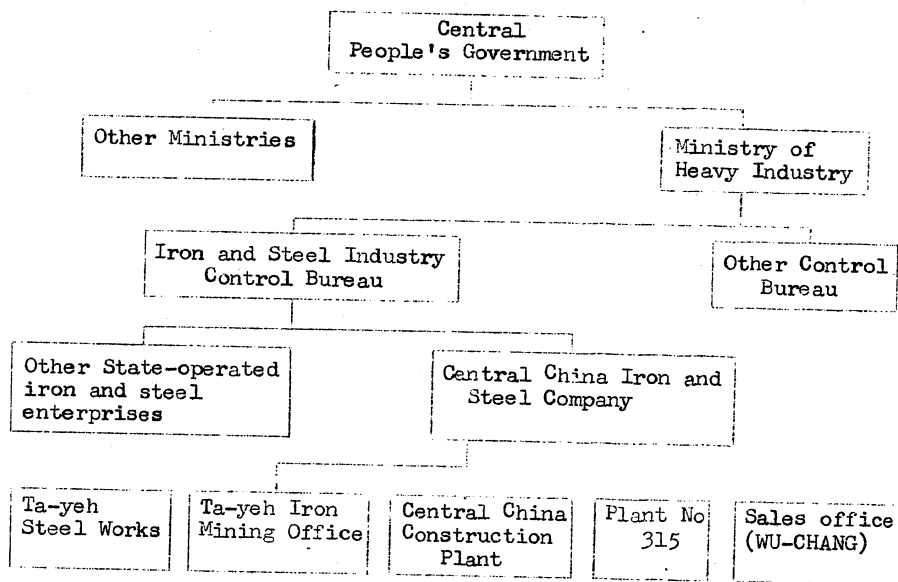 Central
People's Government
Other Ministries
Ministry of
Heavy Industry
Iron and Steel Industry
Control Bureau
Other Control
Bureau
Other State-operated
iron and steel
enterprises
Central China Iron and
Steel Company
Ta-yeh
Steel Works
Ta-yeh Iron
Mining Office
Central China
Construction
Plant
Plant No
315
Sales office
(WU-CHANG)